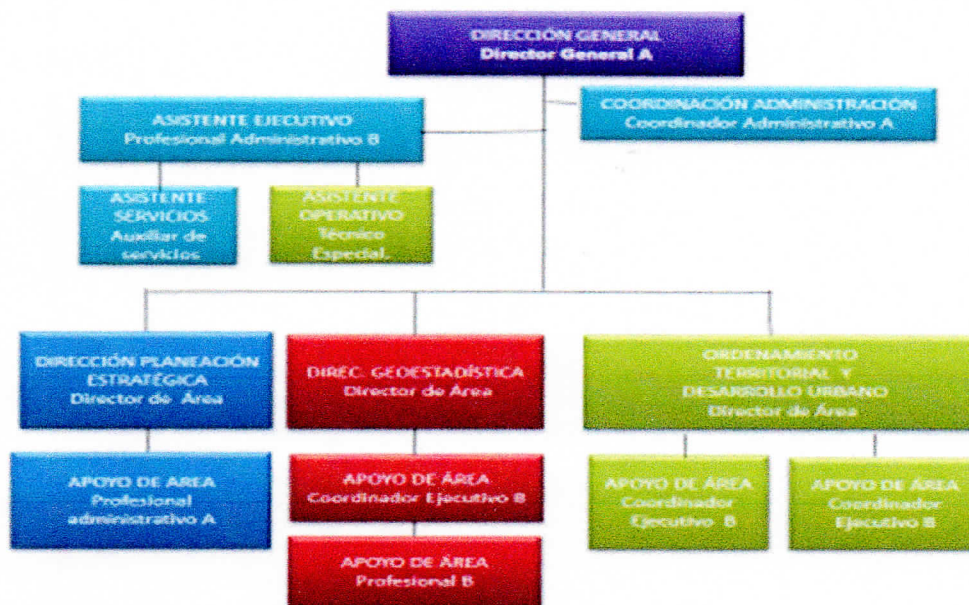 DIRECCIÓN GENERAL
Director General A
COORDINACIÓN ADMINISTRACIÓN
Coordinador Administrativo A
ASISTENTE EJECUTIVO
Profesional Administrativo B
ASISTENTE
SERVICIOS
Auxiliar de
servicios
ASISTENTE
OPERATIVO
Técnico
Especial.
DIRECCIÓN PLANEACIÓN
ESTRATÉGICA
Director de Área
DIREC. GEOESTADÍSTICA
Director de Área
ORDENAMIENTO
TERRITORIAL Y
DESARROLLO URBANO
Director de Área
APOYO DE AREA
Profesional
administrativo A
APOYO DE ÁREA
Coordinador Ejecutivo B
APOYO DE ÁREA
Profesional B
APOYO DE ÁREA
Coordinador
Ejecutivo B
APOYO DE ÁREA
Coordinador
Ejecutivo B